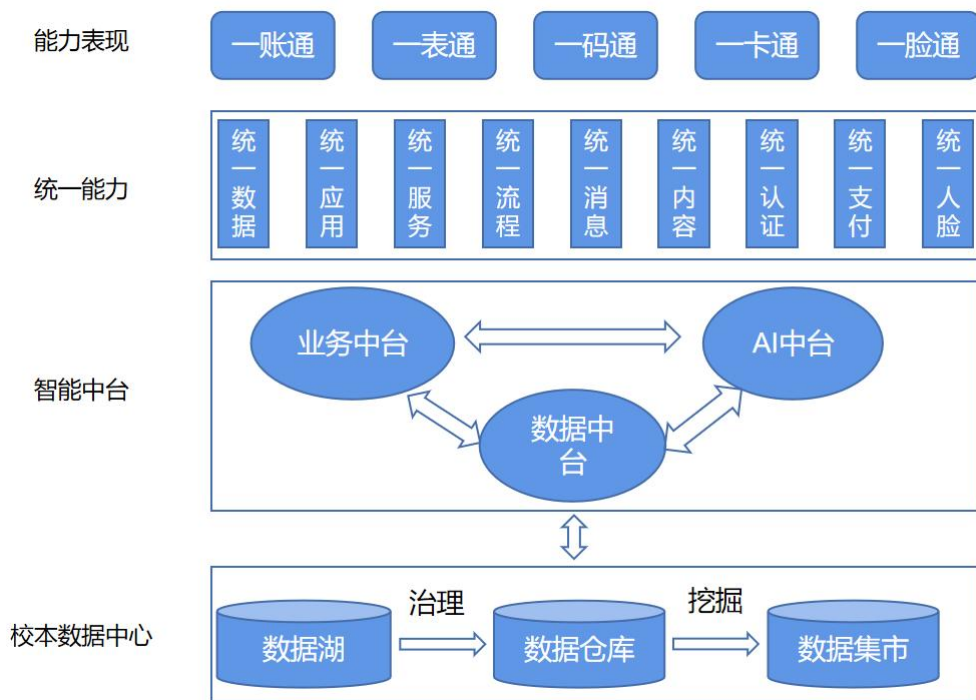 能力表现
一账通
一表通
一码通
一卡通
一脸通
统一能力
统一数据
统一应用
统一服务
统一流程
统一消息
统一内容
统一认证
统一支付
统一人脸
智能中台
业务中台
AI中台
数据中
台
校本数据中心
数据湖
治理
数据仓库
挖掘
数据集市